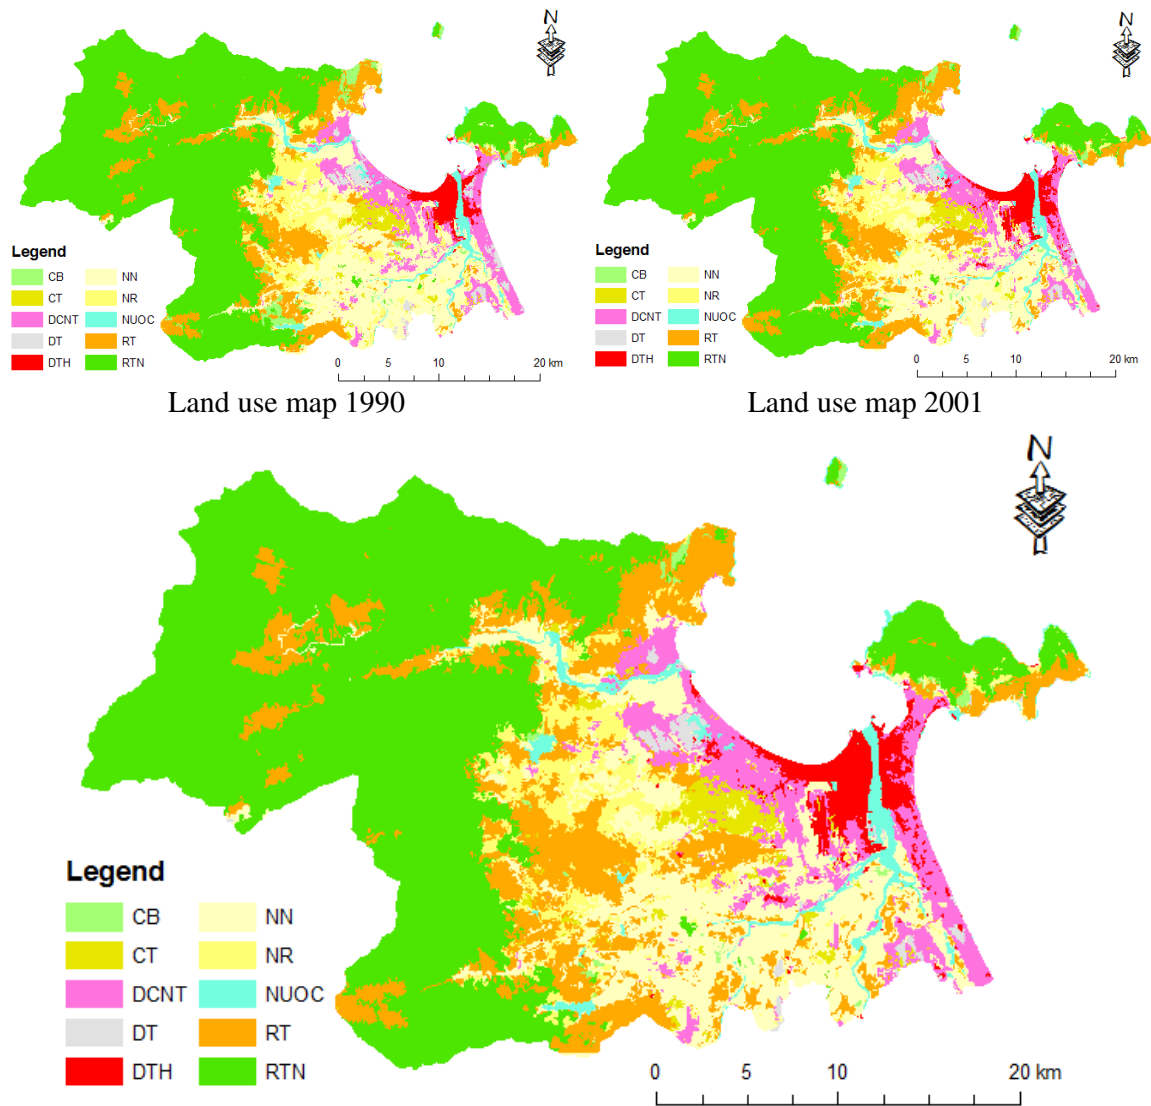 N
Legend
CB NN
CT NR
DCNT NUOC
DT RT
DTH RTN
0 5 10 20 km
Land use map 1990
N
Legend
CB NN
CT NR
DCNT NUOC
DT RT
DTH RTN
0 5 10 20 km
Land use map 2001
N
Legend
CB NN
CT NR
DCNT NUOC
DT RT
DTH RTN
0 5 10 20 km